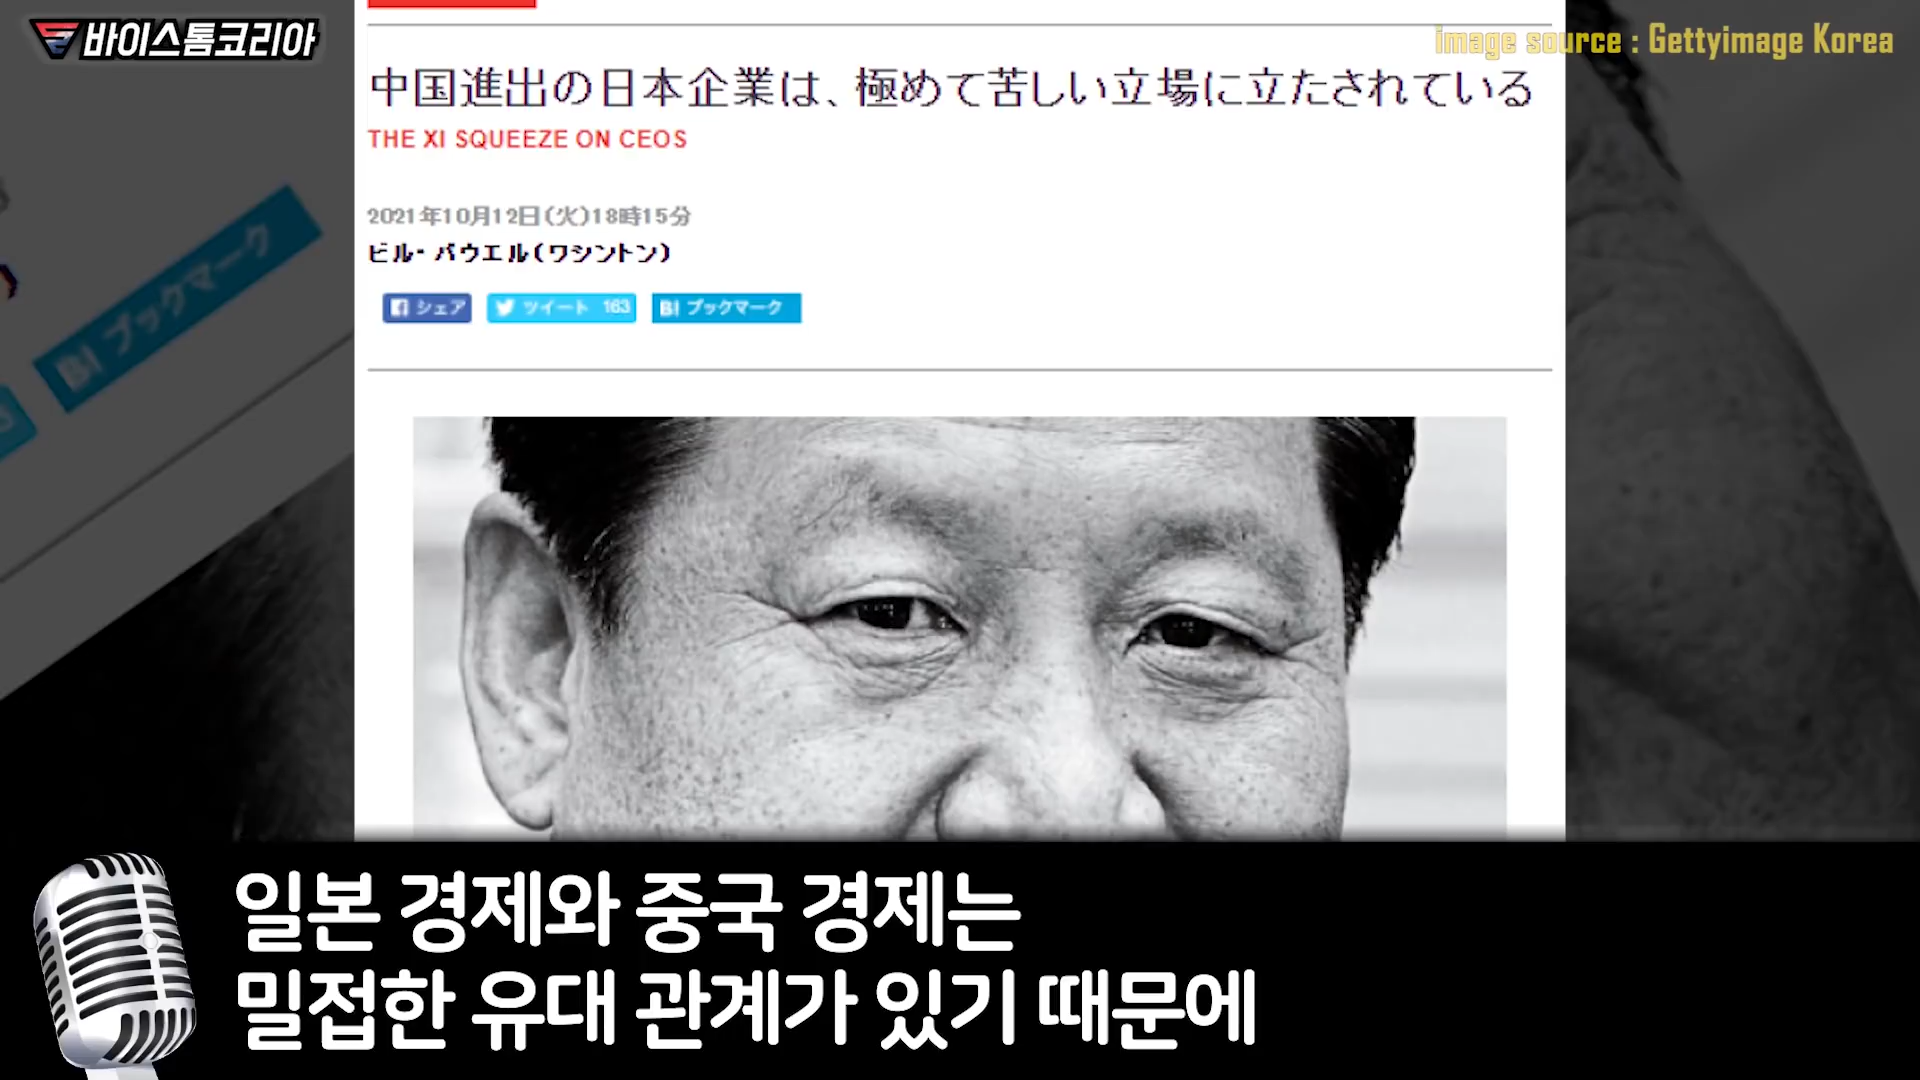 바이스톰코리아
image source : Gettyimage Korea
中国進出の日本企業は、極めて苦しい立場に立たされている
THE XI SQUEEZE ON CEOS
2021年10月12日(火)18時15分
ビル・パウエル(ワシントン)
シェア
ツイート 163
B! ブックマーク
B! ブックマーク
일본 경제와 중국 경제는
밀접한 유대 관계가 있기 때문에